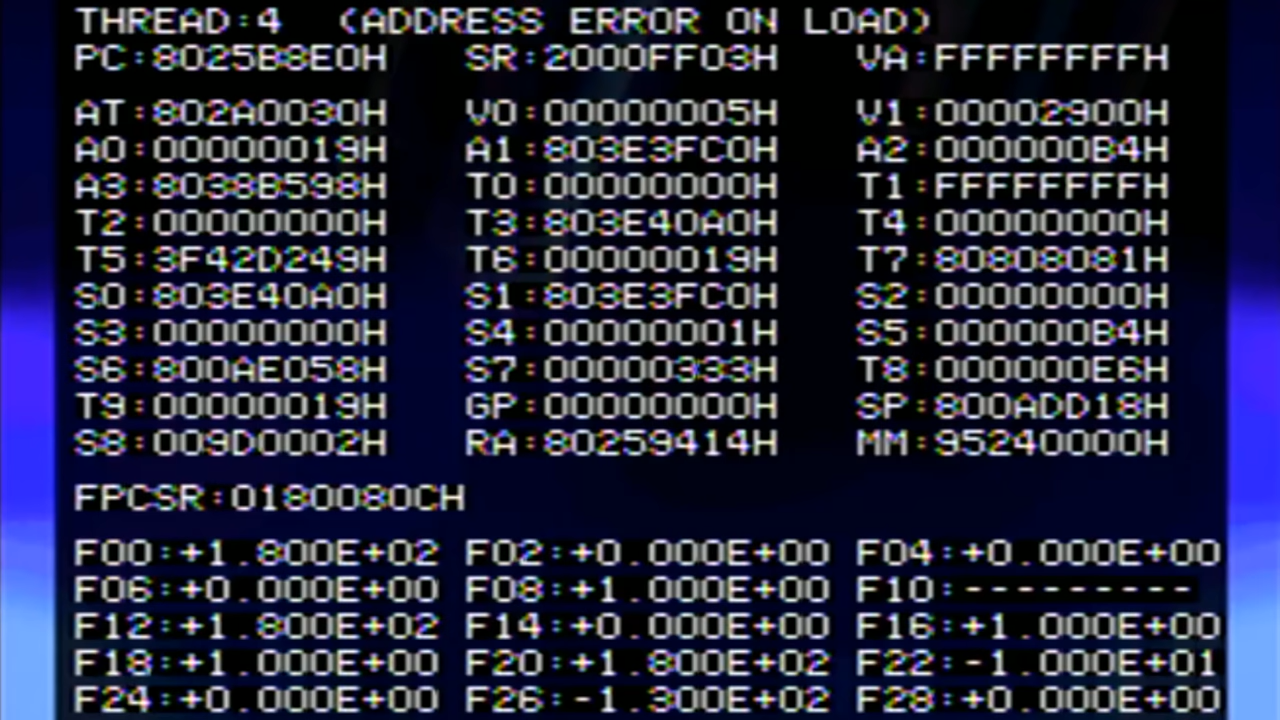 THREAD:4 (ADDRESS ERROR ON LOAD)
PC:8025B8E0H SR:2000FF03H VA:FFFFFFFFH
AT:802A0030H V0:00000005H V1:00002900H
A0:00000019H A1:803E3FC0H A2:000000B4H
A3:8038B598H T0:00000000H T1:FFFFFFFFH
T2:00000000H T3:803E40A0H T4:00000000H
T5:3F42D249H T6:00000019H T7:80808081H
S0:803E40A0H S1:803E3FC0H S2:00000000H
S3:00000000H S4:00000001H S5:000000B4H
S6:800AE058H S7:00000333H T8:000000E6H
T9:00000019H GP:00000000H SP:800ADD18H
S8:009D0002H RA:80259414H MM:95240000H
FPCSR:0180080CH
F00:+1.800E+02 F02:+0.000E+00 F04:+0.000E+00
F06:+0.000E+00 F08:+1.000E+00 F10:---------
F12:+1.800E+02 F14:+0.000E+00 F16:+1.000E+00
F18:+1.000E+00 F20:+1.800E+02 F22:-1.000E+01
F24:+0.000E+00 F26:-1.300E+02 F28:+0.000E+00